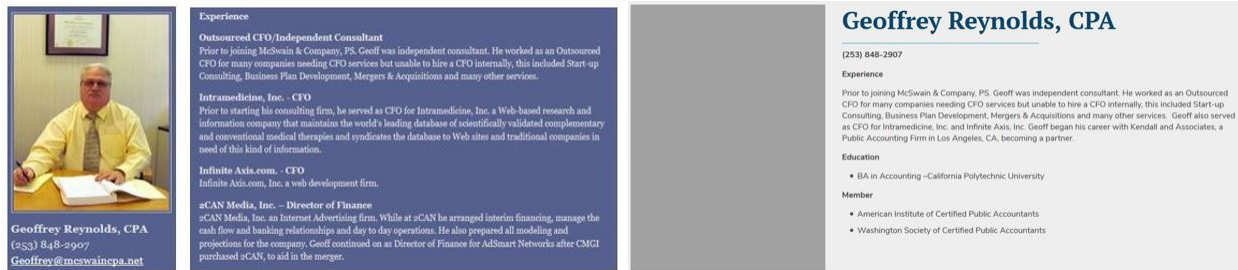 Geoffrey Reynolds, CPA
(253) 848-2907
Geoffrey@mcswaincpa.net
Experience
Outsourced CFO/Independent Consultant
Prior to joining McSwain & Company, PS. Geoff was independent consultant. He worked as an Outsourced
CFO for many companies needing CFO services but unable to hire a CFO internally, this included Start-up
Consulting, Business Plan Development, Mergers & Acquisitions and many other services.
Intramedicine, Inc. - CFO
Prior to starting his consulting firm, he served as CFO for Intramedicine, Inc. a Web-based research and
information company that maintains the world's leading database of scientifically validated complementary
and conventional medical therapies and syndicates the database to Web sites and traditional companies in
need of this kind of information.
Infinite Axis.com. - CFO
Infinite Axis.com, Inc. a web development firm.
2CAN Media, Inc. – Director of Finance
2CAN Media, Inc. an Internet Advertising firm. While at 2CAN he arranged interim financing, manage the
cash flow and banking relationships and day to day operations. He also prepared all modeling and
projections for the company. Geoff continued on as Director of Finance for AdSmart Networks after CMGI
purchased 2CAN, to aid in the merger.
Geoffrey Reynolds, CPA
(253) 848-2907
Experience
Prior to joining McSwain & Company, PS. Geoff was independent consultant. He worked as an Outsourced
CFO for many companies needing CFO services but unable to hire a CFO internally, this included Start-up
Consulting, Business Plan Development, Mergers & Acquisitions and many other services. Geoff also served
as CFO for Intramedicine, Inc. and Infinite Axis, Inc. Geoff began his career with Kendall and Associates, a
Public Accounting Firm in Los Angeles, CA, becoming a partner.
Education
• BA in Accounting –California Polytechnic University
Member
• American Institute of Certified Public Accountants
• Washington Society of Certified Public Accountants